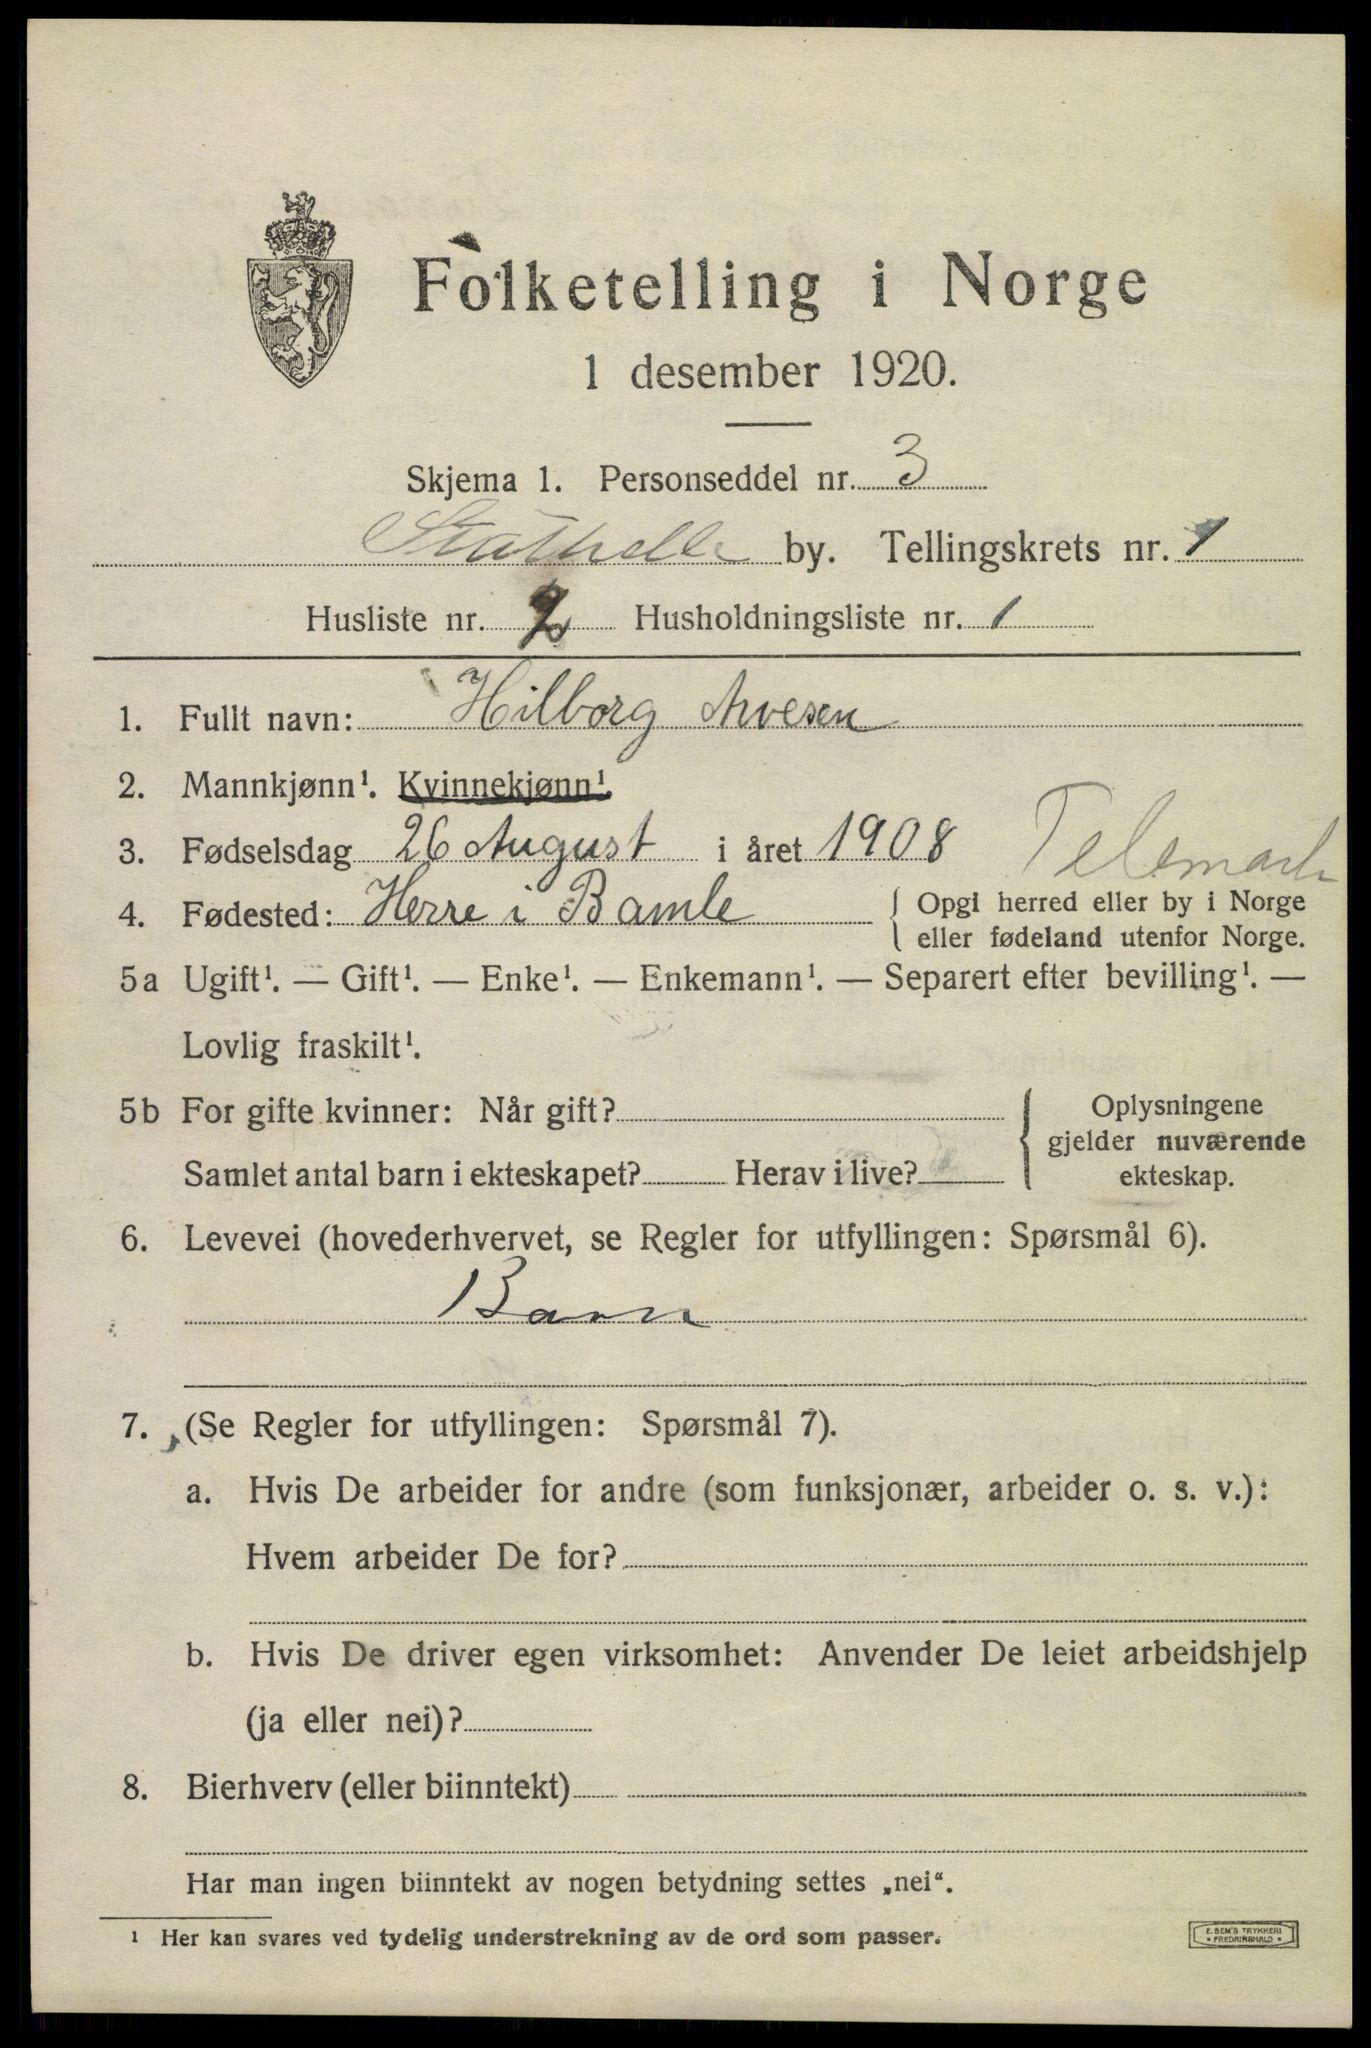 Folketelling i Norge
1 desember 1920.
Skjema 1. Personseddel nr. 3
Stathelle by. Tellingskrets nr. 1
Husliste nr. 2 Husholdningsliste nr. 1
1. Fullt navn: Hilborg Arvesen
2. Mannkjønn¹. Kvinnekjønn¹.
3. Fødselsdag 26 August i året 1908 Telemark
4. Fødested: Herre i Bamle { Opgi herred eller by i Norge
eller fødeland utenfor Norge.
5a Ugift¹. — Gift¹. — Enke¹. — Enkemann¹. — Separert efter bevilling¹. —
Lovlig fraskilt¹.
5b For gifte kvinner: Når gift? { Oplysningene
gjelder nuværende
Samlet antal barn i ekteskapet? Herav i live? ekteskap.
6. Levevei (hovederhvervet, se Regler for utfyllingen: Spørsmål 6).
Barn
7. (Se Regler for utfyllingen: Spørsmål 7).
a. Hvis De arbeider for andre (som funksjonær, arbeider o. s. v.):
Hvem arbeider De for?
b. Hvis De driver egen virksomhet: Anvender De leiet arbeidshjelp
(ja eller nei)?
8. Bierhverv (eller biinntekt)
Har man ingen biinntekt av nogen betydning settes „nei“.
¹ Her kan svares ved tydelig understrekning av de ord som passer.
E. SEM'S TRYKKERI
• FREDRIKSHALD •